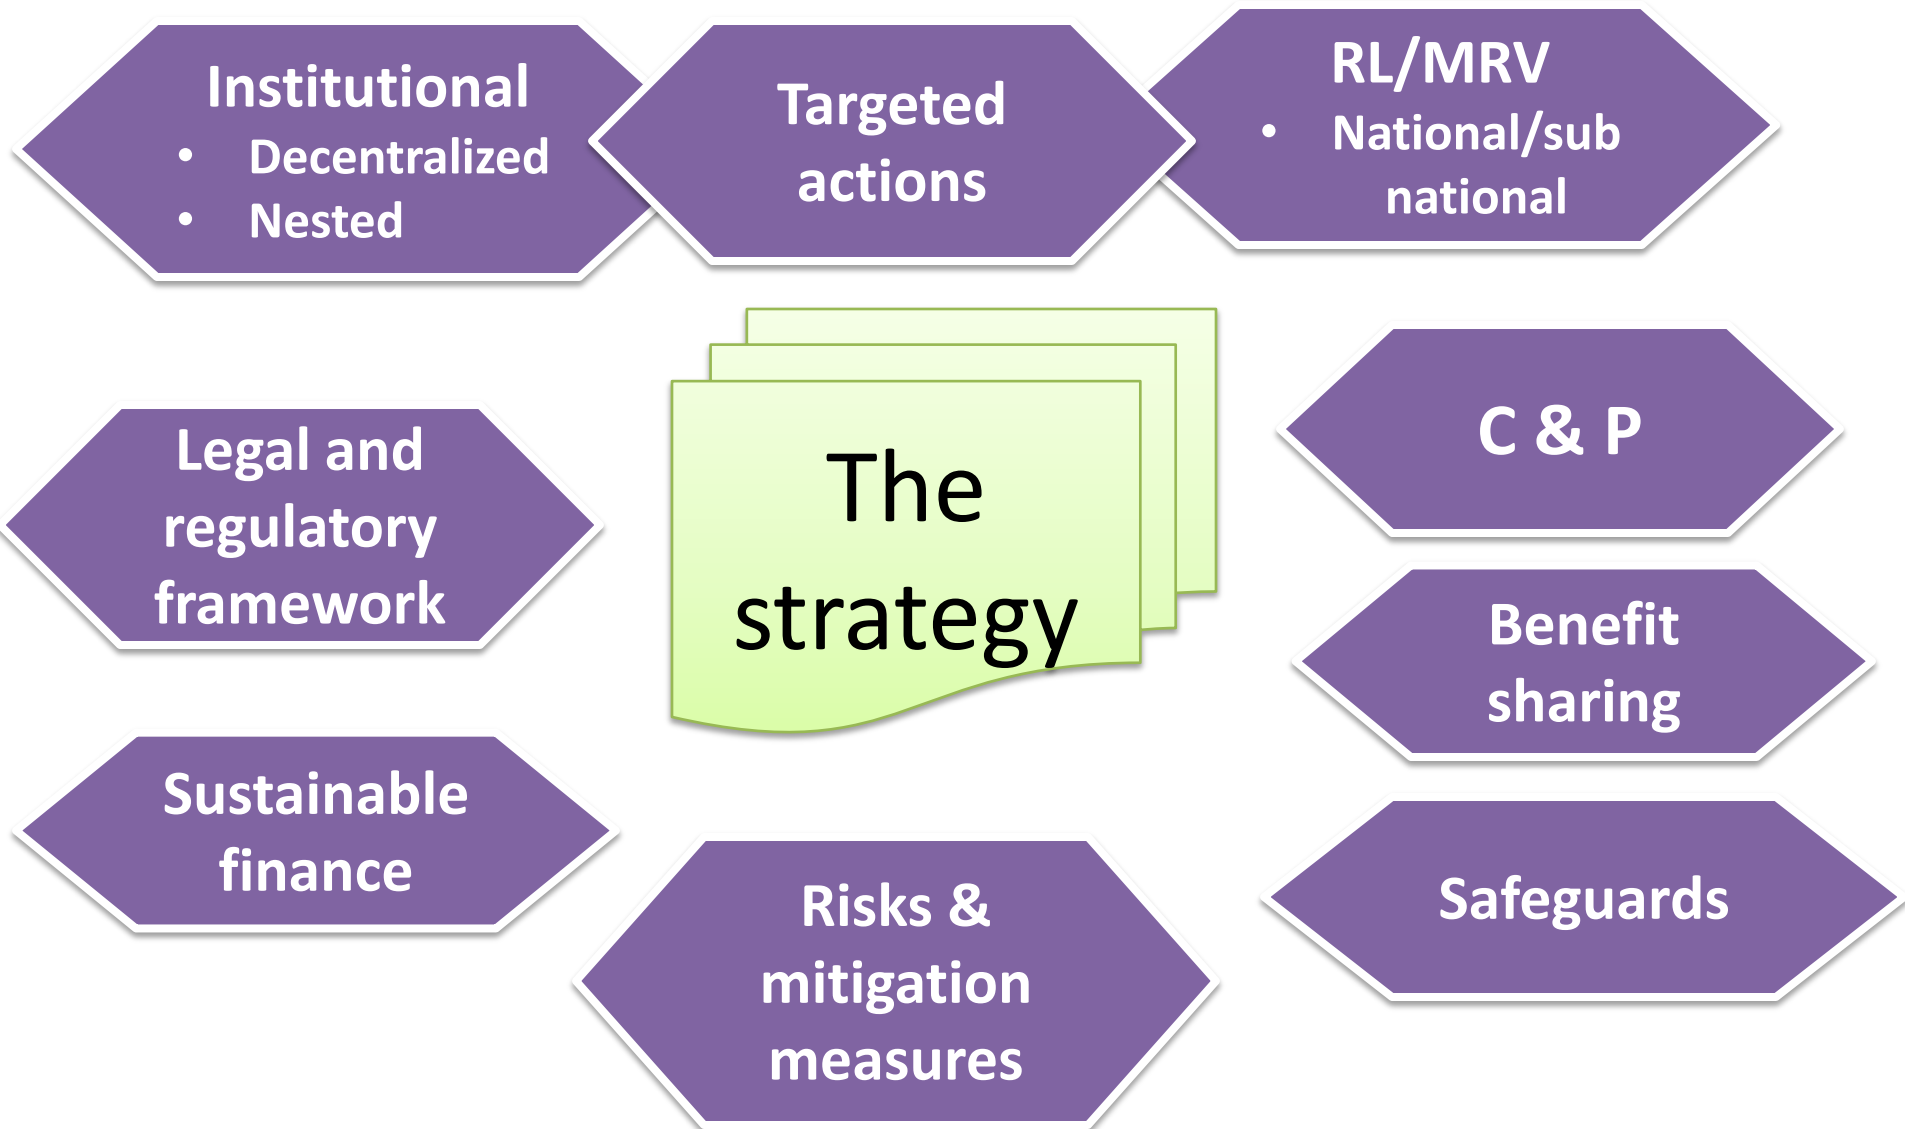 Institutional
• Decentralized
• Nested
Targeted
actions
RL/MRV
• National/sub
national
Legal and
regulatory
framework
The
strategy
C & P
Benefit
sharing
Sustainable
finance
Risks &
mitigation
measures
Safeguards